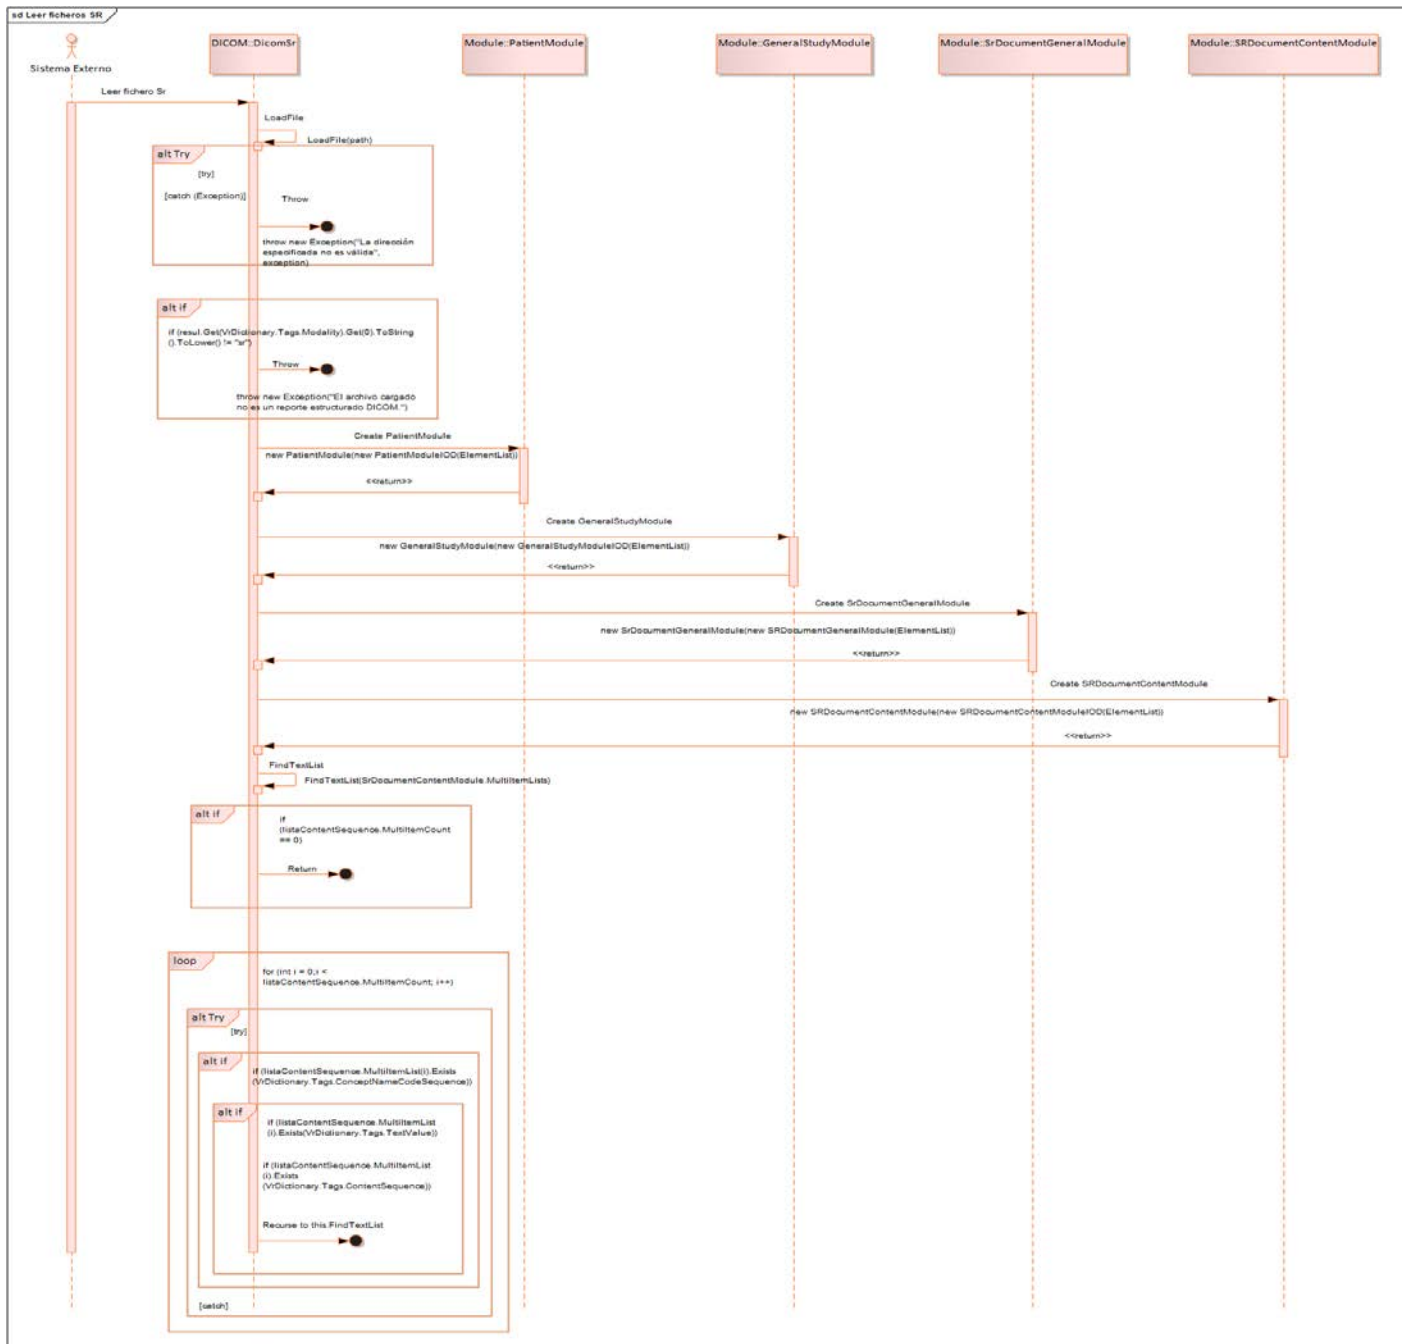 sd Leer ficheros SR
Sistema Externo
DICOM::DicomSr
Module::PatientModule
Module::GeneralStudyModule
Module::SrDocumentGeneralModule
Module::SRDocumentContentModule
Leer fichero Sr
LoadFile
LoadFile(path)
alt Try
[try]
[catch (Exception)]
Throw
throw new Exception("La dirección
especificada no es válida",
exception)
alt if
if (resul.Get(VrDictionary.Tags.Modality).Get(0).ToString
().ToLower() != "sr")
Throw
throw new Exception("El archivo cargado
no es un reporte estructurado DICOM.")
Create PatientModule
new PatientModule(new PatientModuleIOD(ElementList))
<<return>>
Create GeneralStudyModule
new GeneralStudyModule(new GeneralStudyModuleIOD(ElementList))
<<return>>
Create SrDocumentGeneralModule
new SrDocumentGeneralModule(new SRDocumentGeneralModule(ElementList))
<<return>>
Create SRDocumentContentModule
new SRDocumentContentModule(new SRDocumentContentModuleIOD(ElementList))
<<return>>
FindTextList
FindTextList(SrDocumentContentModule.MultiItemLists)
alt if
if
(listaContentSequence.MultiItemCount
== 0)
Return
loop
for (int i = 0;i <
listaContentSequence.MultiItemCount; i++)
alt Try
[try]
alt if
if (listaContentSequence.MultiItemList(i).Exists
(VrDictionary.Tags.ConceptNameCodeSequence))
alt if
if (listaContentSequence.MultiItemList
(i).Exists(VrDictionary.Tags.TextValue))
if (listaContentSequence.MultiItemList
(i).Exists
(VrDictionary.Tags.ContentSequence))
Recurse to this.FindTextList
[catch]